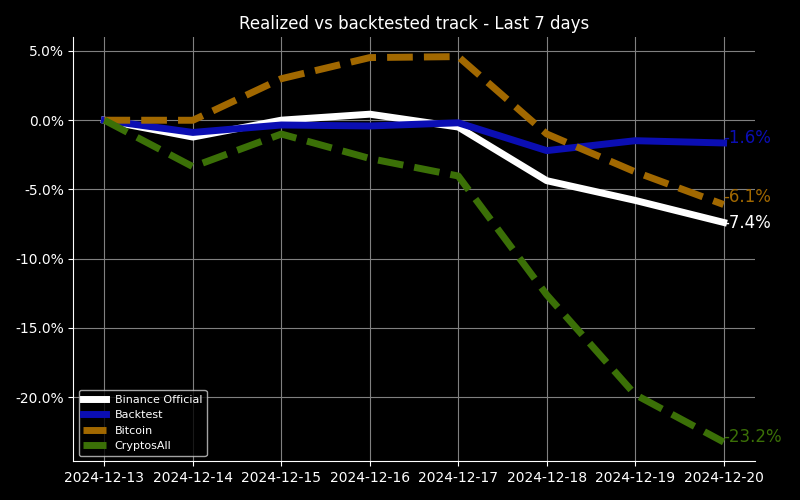 Realized vs backtested track - Last 7 days
5.0%
0.0%
-5.0%
-10.0%
-15.0%
-20.0%
-1.6%
-6.1%
-7.4%
-23.2%
Binance Official
Backtest
Bitcoin
CryptosAll
2024-12-13 2024-12-14 2024-12-15 2024-12-16 2024-12-17 2024-12-18 2024-12-19 2024-12-20